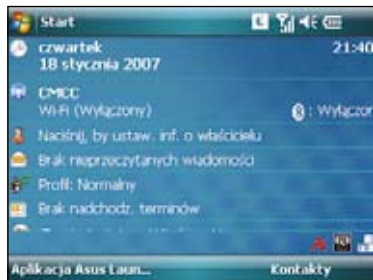 Start
czwartek 21:40
18 stycznia 2007
CMCC
Wi-Fi (Wyłączony) : Wyłączon
Naciśnij, by ustaw. inf. o właścicielu
Brak nieprzeczytanych wiadomości
Profil: Normalny
Brak nadchodz. terminów
Aplikacja Asus Laun... Kontakty